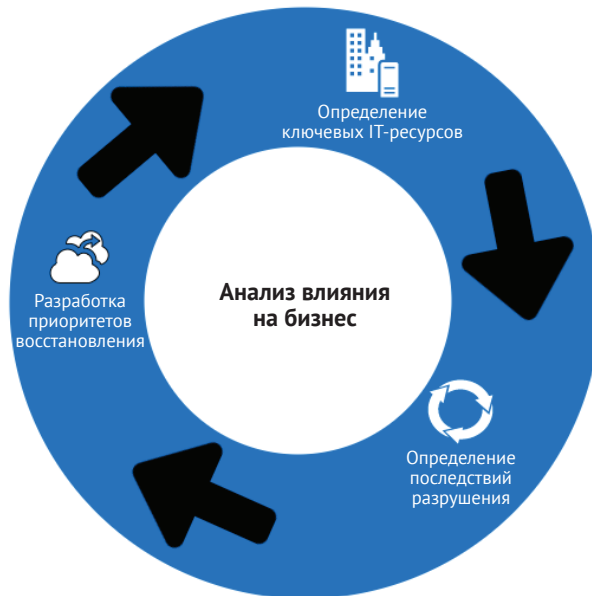 Определение
ключевых IT-ресурсов
Анализ влияния
на бизнес
Разработка
приоритетов
восстановления
Определение
последствий
разрушения